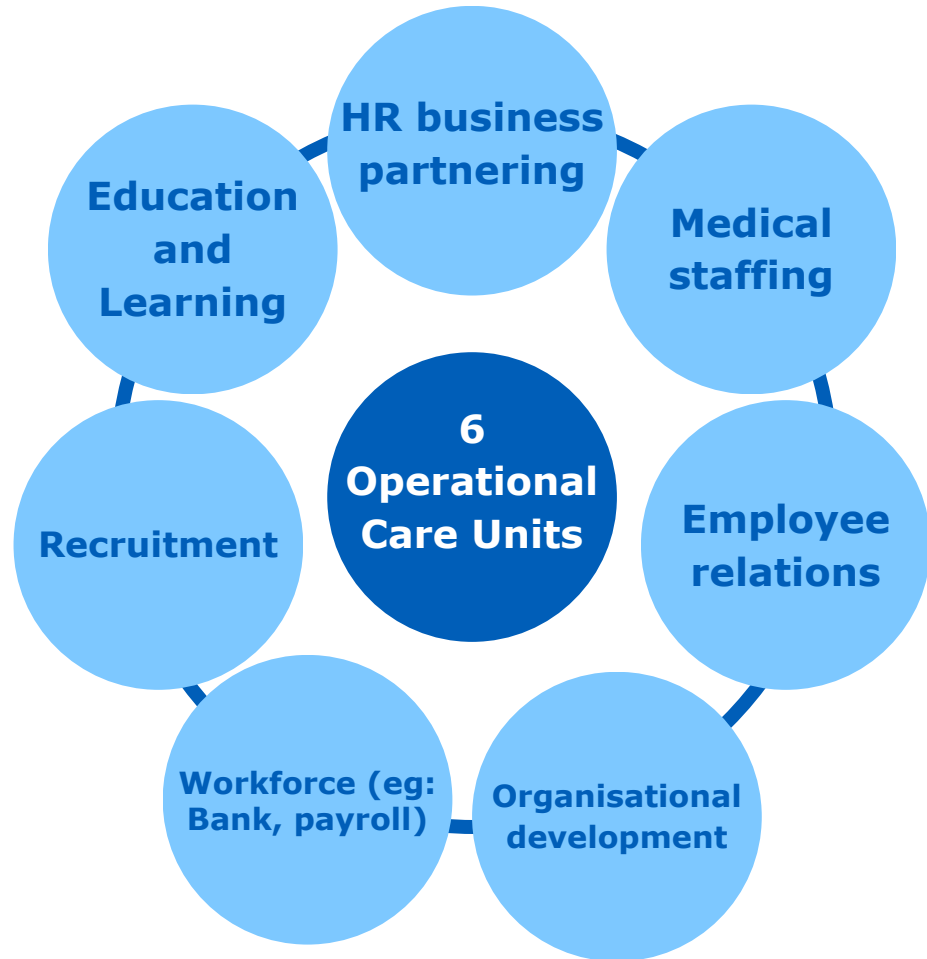 HR business
partnering
Medical
staffing
Employee
relations
Organisational
development
Workforce (eg:
Bank, payroll)
Recruitment
Education
and
Learning
6
Operational
Care Units